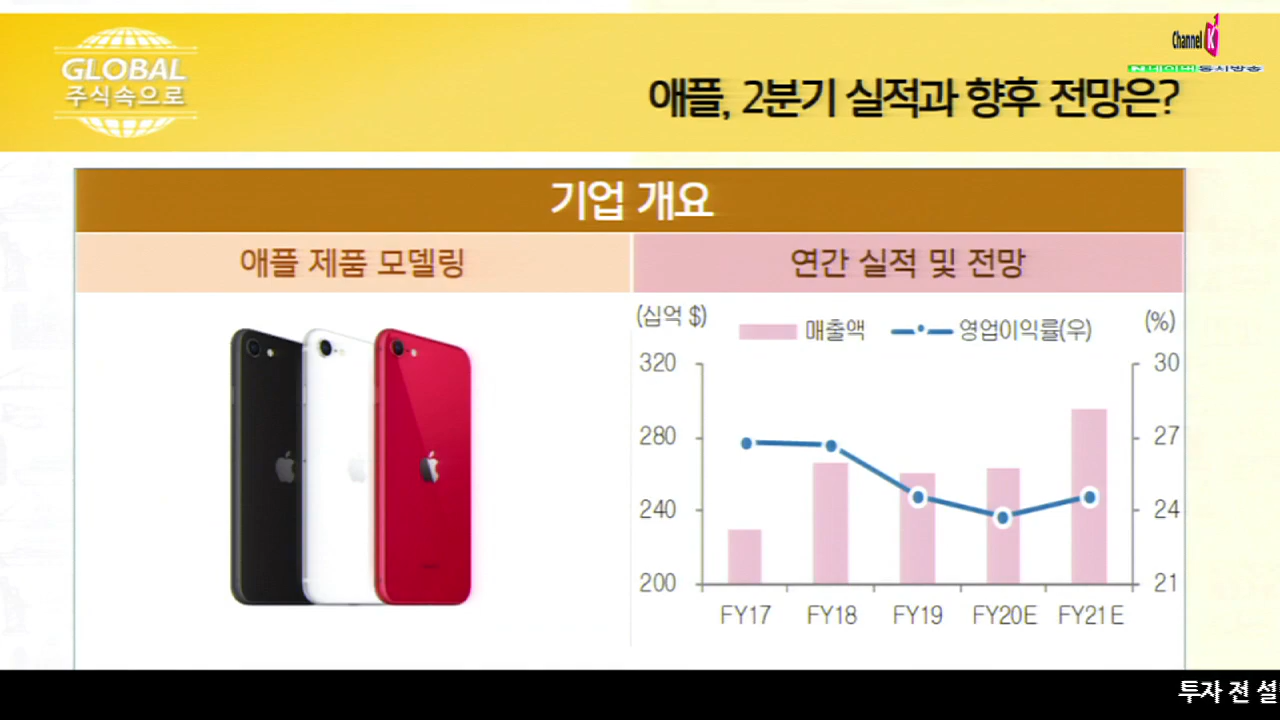 GLOBAL
주식속으로
Channel K
애플, 2분기 실적과 향후 전망은?
기업 개요
애플 제품 모델링
연간 실적 및 전망
(십억 $)
매출액
영업이익률(우)
(%)
320
280
240
200
30
27
24
21
FY17 FY18 FY19 FY20E FY21E
투자 전 설